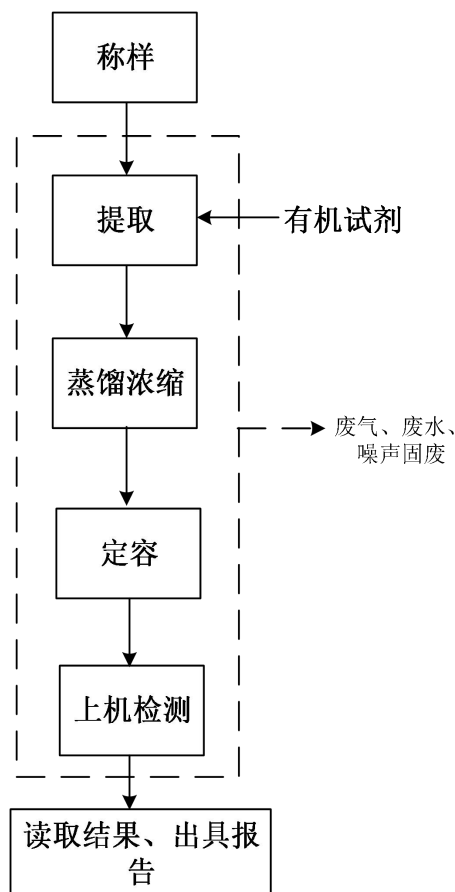 称样
提取
有机试剂
蒸馏浓缩
废气、废水、
噪声固废
定容
上机检测
读取结果、出具报
告